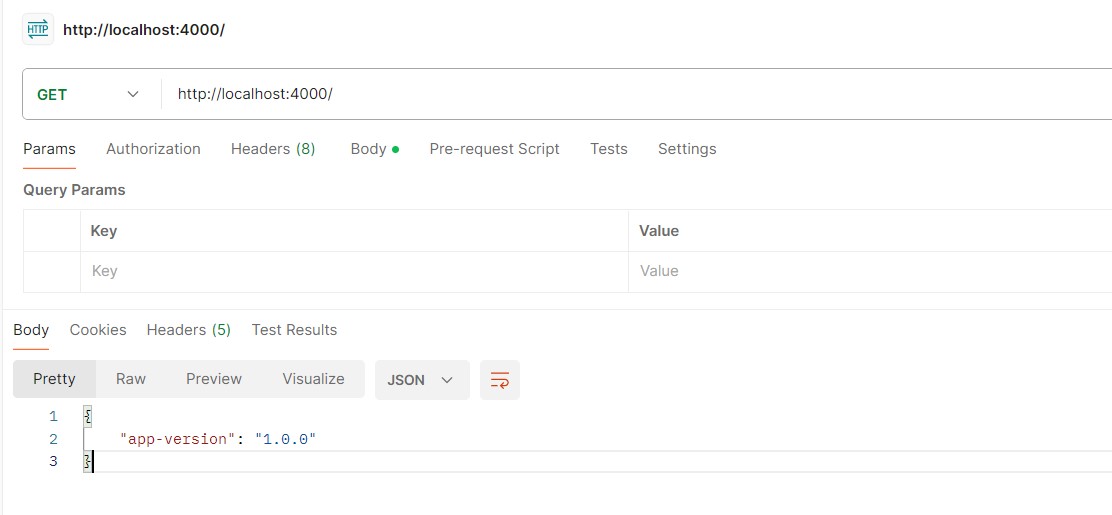 HTTP http://localhost:4000/
GET http://localhost:4000/
Params Authorization Headers (8) Body Pre-request Script Tests Settings
Query Params
Key Value
Key Value
Body Cookies Headers (5) Test Results
Pretty Raw Preview Visualize JSON
1 {
2 "app-version": "1.0.0"
3 }